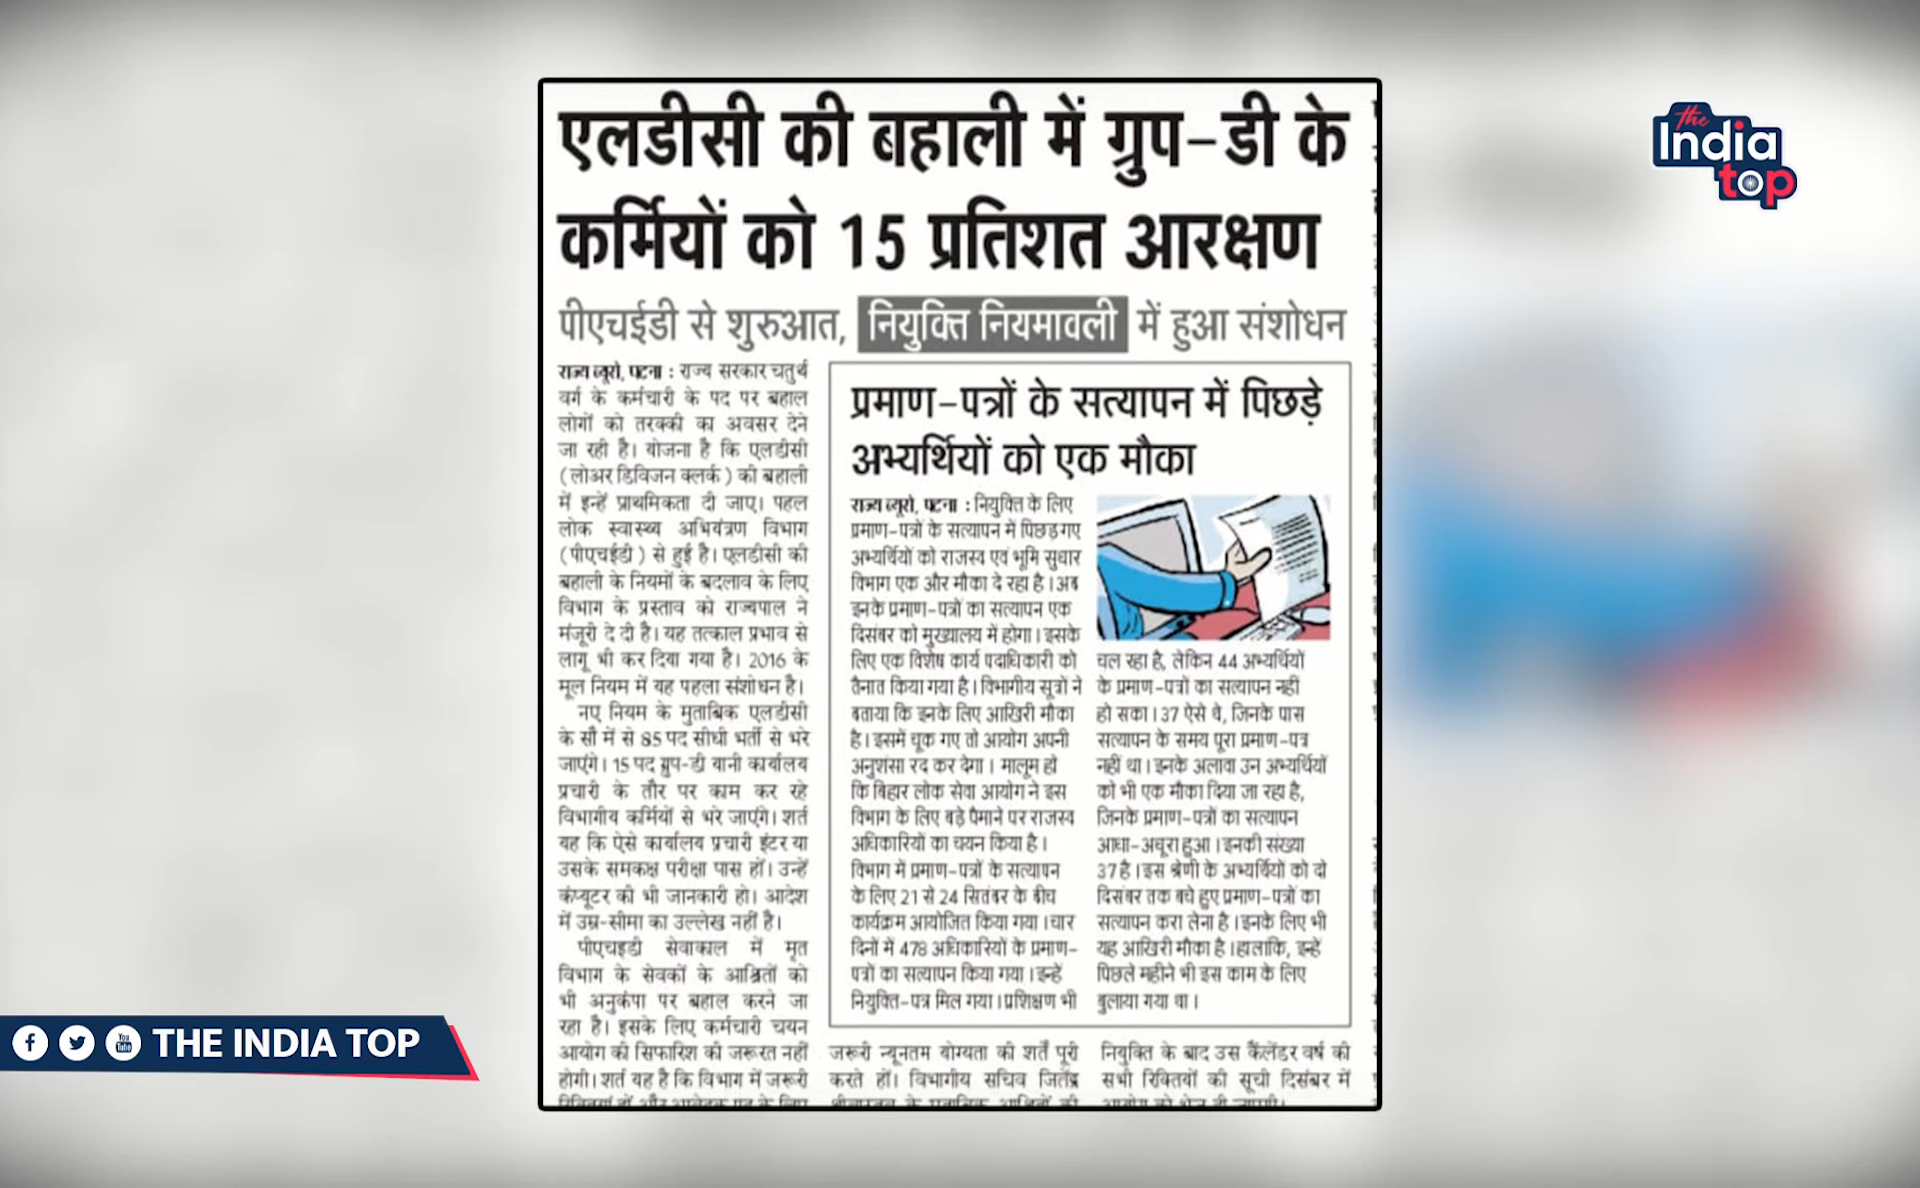 एलडीसी की बहाली में ग्रुप-डी के
कर्मियों को 15 प्रतिशत आरक्षण
पीएचईडी से शुरुआत, नियुक्ति नियमावली में हुआ संशोधन
राज्य ब्यूरो, पटना : राज्य सरकार चतुर्थ
वर्ग के कर्मचारी के पद पर बहाल
लोगों को तरक्की का अवसर देने
जा रही है। योजना है कि एलडीसी
(लोअर डिविजन क्लर्क) की बहाली
में इन्हें प्राथमिकता दी जाए। पहल
लोक स्वास्थ्य अभियंत्रण विभाग
(पीएचईडी) से हुई है। एलडीसी की
बहाली के नियमों के बदलाव के लिए
विभाग के प्रस्ताव को राज्यपाल ने
मंजूरी दे दी है। यह तत्काल प्रभाव से
लागू भी कर दिया गया है। 2016 के
मूल नियम में यह पहला संशोधन है।
नए नियम के मुताबिक एलडीसी
के सौ में से 85 पद सीधी भर्ती से भरे
जाएंगे। 15 पद ग्रुप-डी यानी कार्यालय
प्रचारी के तौर पर काम कर रहे
विभागीय कर्मियों से भरे जाएंगे। शर्त
यह कि ऐसे कार्यालय प्रचारी इंटर या
उसके समकक्ष परीक्षा पास हों। उन्हें
कंप्यूटर की भी जानकारी हो। आदेश
में उम्र-सीमा का उल्लेख नहीं है।
पीएचइडी सेवाकाल में मृत
विभाग के सेवकों के आश्रितों को
भी अनुकंपा पर बहाल करने जा
रहा है। इसके लिए कर्मचारी चयन
आयोग की सिफारिश की जरूरत नहीं
होगी। शर्त यह है कि विभाग में जरूरी
प्रमाण-पत्रों के सत्यापन में पिछड़े
अभ्यर्थियों को एक मौका
राज्य ब्यूरो, पटना : नियुक्ति के लिए
प्रमाण-पत्रों के सत्यापन में पिछड़ गए
अभ्यर्थियों को राजस्व एवं भूमि सुधार
विभाग एक और मौका दे रहा है। अब
इनके प्रमाण-पत्रों का सत्यापन एक
दिसंबर को मुख्यालय में होगा। इसके
लिए एक विशेष कार्य पदाधिकारी को
तैनात किया गया है। विभागीय सूत्रों ने
बताया कि इनके लिए आखिरी मौका
है। इसमें चूक गए तो आयोग अपनी
अनुशंसा रद कर देगा। मालूम हो
कि बिहार लोक सेवा आयोग ने इस
विभाग के लिए बड़े पैमाने पर राजस्व
अधिकारियों का चयन किया है।
विभाग में प्रमाण-पत्रों के सत्यापन
के लिए 21 से 24 सितंबर के बीच
कार्यक्रम आयोजित किया गया। चार
दिनों में 478 अधिकारियों के प्रमाण-
पत्रों का सत्यापन किया गया। इन्हें
नियुक्ति-पत्र मिल गया। प्रशिक्षण भी
चल रहा है, लेकिन 44 अभ्यर्थियों
के प्रमाण-पत्रों का सत्यापन नहीं
हो सका। 37 ऐसे थे, जिनके पास
सत्यापन के समय पूरा प्रमाण-पत्र
नहीं था। इनके अलावा उन अभ्यर्थियों
को भी एक मौका दिया जा रहा है,
जिनके प्रमाण-पत्रों का सत्यापन
आधा-अधूरा हुआ। इनकी संख्या
37 है। इस श्रेणी के अभ्यर्थियों को दो
दिसंबर तक बचे हुए प्रमाण-पत्रों का
सत्यापन करा लेना है। इनके लिए भी
यह आखिरी मौका है। हालांकि, इन्हें
पिछले महीने भी इस काम के लिए
बुलाया गया था।
जरूरी न्यूनतम योग्यता की शर्तें पूरी
करते हों। विभागीय सचिव जितेंद्र
नियुक्ति के बाद उस कैलेंडर वर्ष की
सभी रिक्तियों की सूची दिसंबर में
the India top
THE INDIA TOP